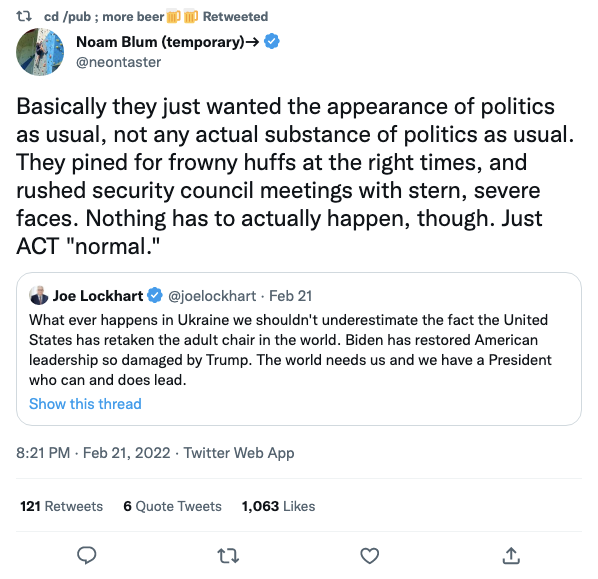 cd /pub ; more beer🍺🍺 Retweeted
Noam Blum (temporary)→
@neontaster
Basically they just wanted the appearance of politics
as usual, not any actual substance of politics as usual.
They pined for frowny huffs at the right times, and
rushed security council meetings with stern, severe
faces. Nothing has to actually happen, though. Just
ACT "normal."
Joe Lockhart @joelockhart · Feb 21
What ever happens in Ukraine we shouldn't underestimate the fact the United
States has retaken the adult chair in the world. Biden has restored American
leadership so damaged by Trump. The world needs us and we have a President
who can and does lead.
Show this thread
8:21 PM · Feb 21, 2022 · Twitter Web App
121 Retweets 6 Quote Tweets 1,063 Likes